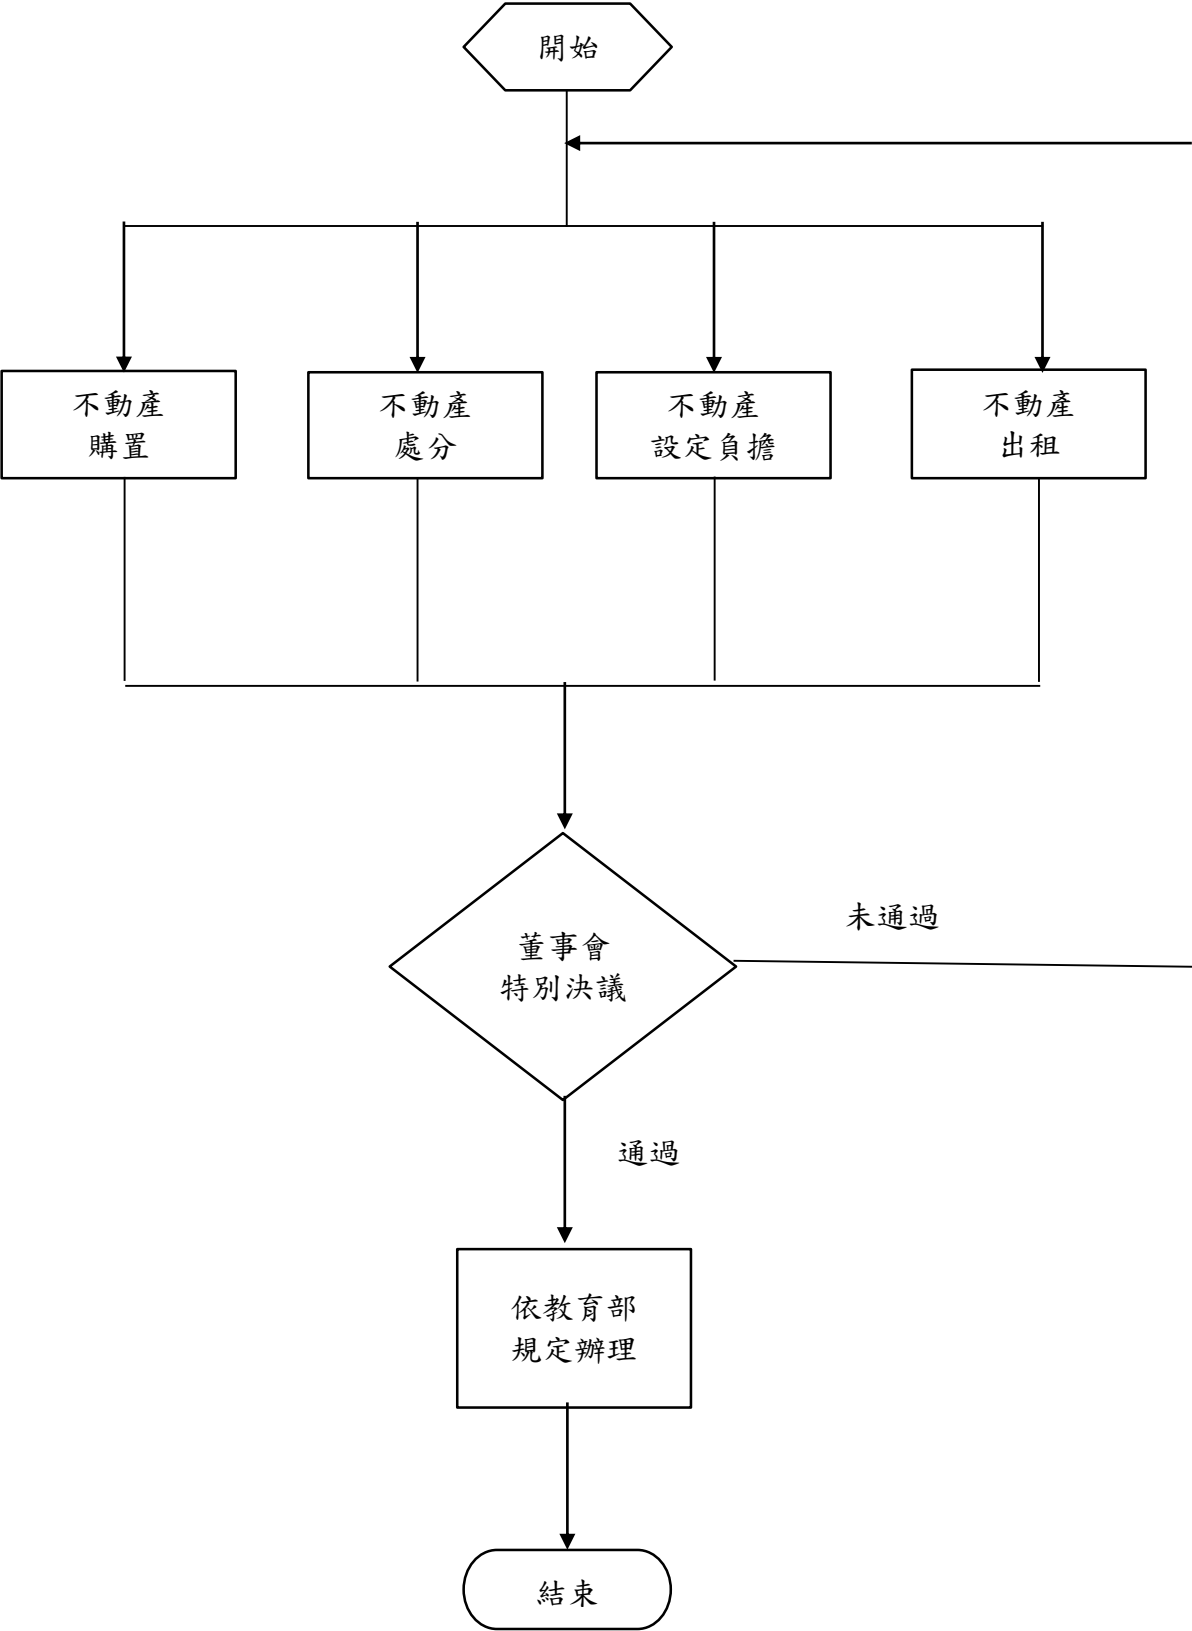 開始
不動產
購置
不動產
處分
不動產
設定負擔
不動產
出租
董事會
特別決議
未通過
通過
依教育部
規定辦理
結束